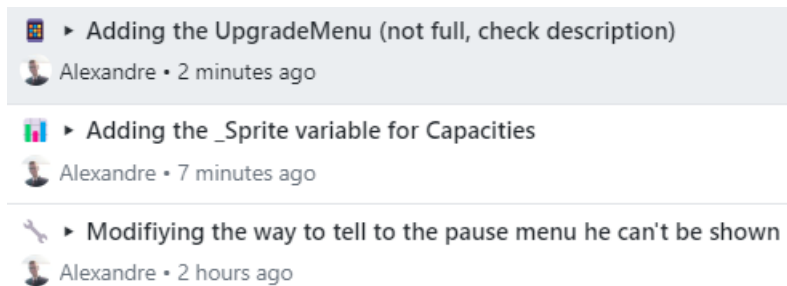 Adding the UpgradeMenu (not full, check description)
Alexandre • 2 minutes ago
Adding the _Sprite variable for Capacities
Alexandre • 7 minutes ago
Modifiying the way to tell to the pause menu he can't be shown
Alexandre • 2 hours ago